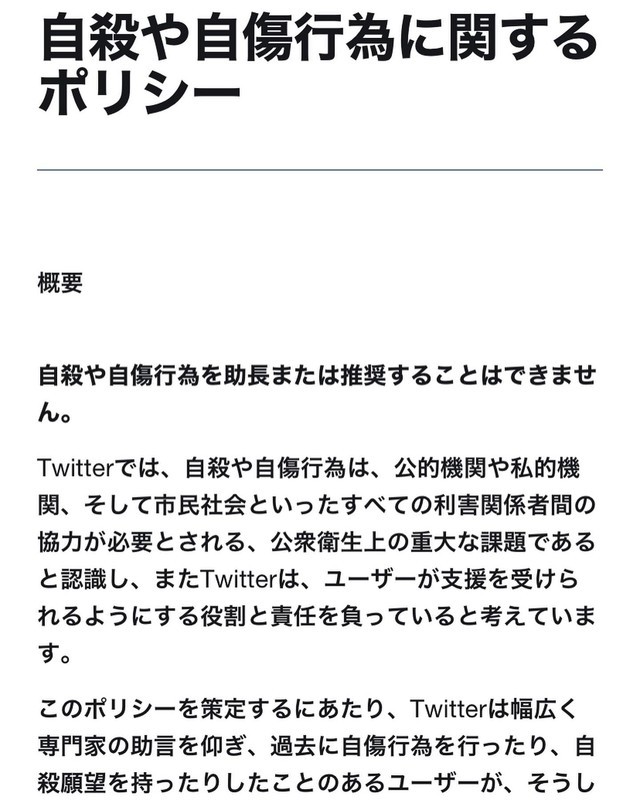 自殺や自傷行為に関する
ポリシー
概要
自殺や自傷行為を助長または推奨することはできませ
ん。
Twitterでは、自殺や自傷行為は、公的機関や私的機
関、そして市民社会といったすべての利害関係者間の
協力が必要とされる、公衆衛生上の重大な課題である
と認識し、またTwitterは、ユーザーが支援を受けら
れるようにする役割と責任を負っていると考えていま
す。
このポリシーを策定するにあたり、Twitterは幅広く
専門家の助言を仰ぎ、過去に自傷行為を行ったり、自
殺願望を持ったりしたことのあるユーザーが、そうし